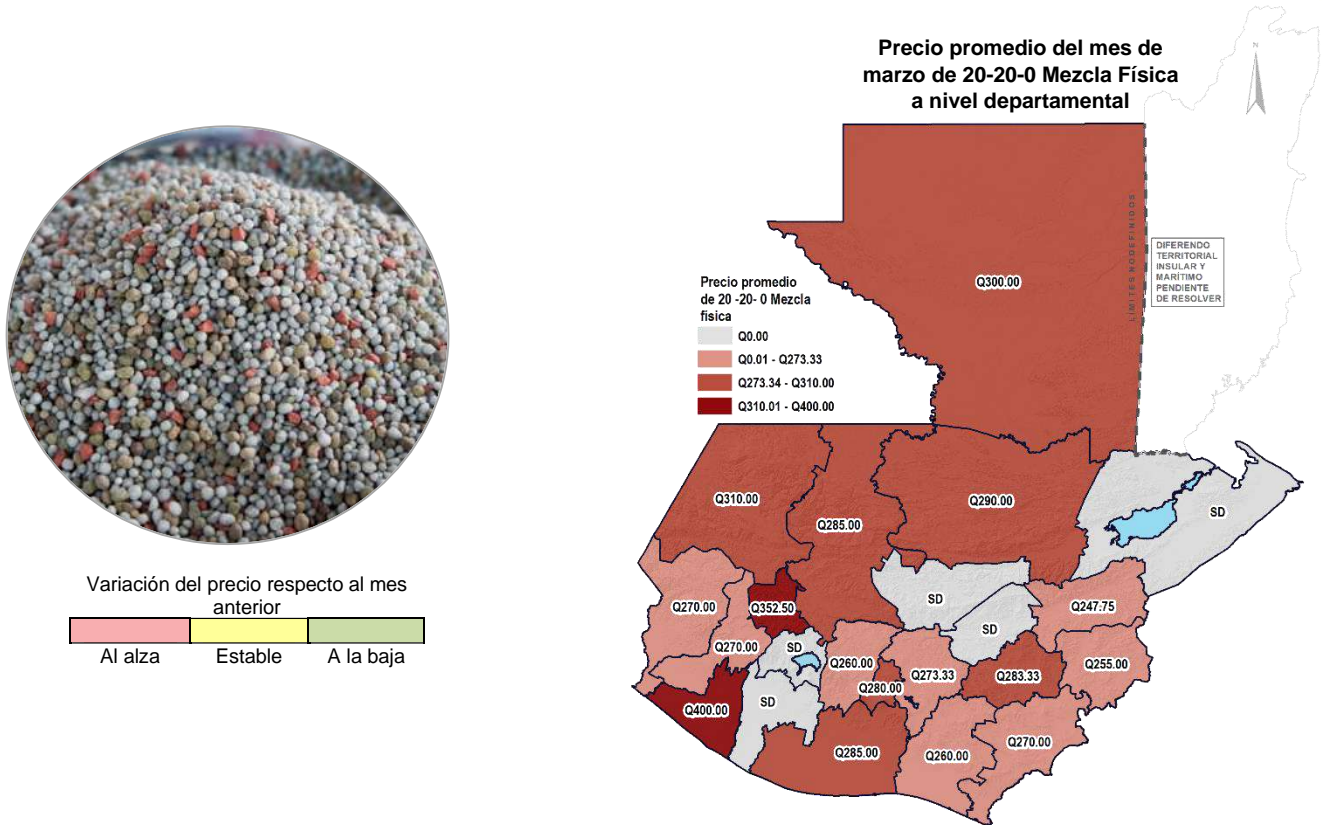 Precio promedio del mes de
marzo de 20-20-0 Mezcla Física
a nivel departamental
N
LÍMITES NO DEFINIDOS
DIFERENDO
TERRITORIAL
INSULAR Y
MARÍTIMO
PENDIENTE
DE RESOLVER
Precio promedio
de 20 -20- 0 Mezcla
fisica
Q0.00
Q0.01 - Q273.33
Q273.34 - Q310.00
Q310.01 - Q400.00
Q300.00
Q310.00
Q285.00
Q290.00
SD
Q270.00
Q352.50
SD
Q247.75
SD
Q270.00
SD
Q260.00
Q280.00
Q273.33
Q283.33
Q255.00
Q400.00
SD
Q285.00
Q260.00
Q270.00
Variación del precio respecto al mes
anterior
Al alza Estable A la baja